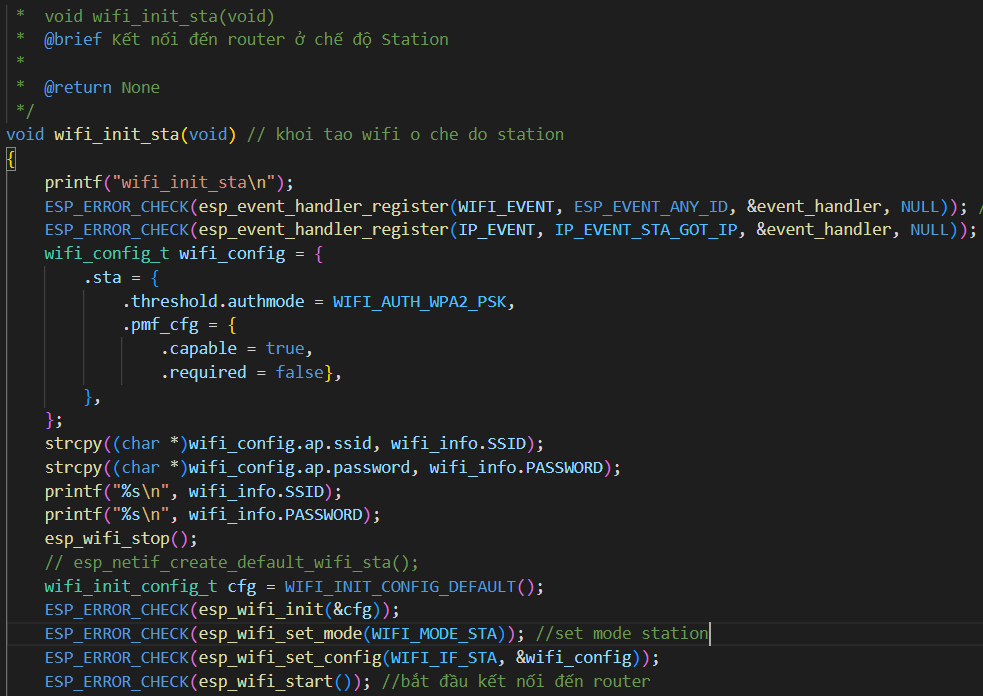 *  void wifi_init_sta(void)
 *  @brief Kết nối đến router ở chế độ Station
 *
 *  @return None
 */
void wifi_init_sta(void) // khoi tao wifi o che do station
{
    printf("wifi_init_sta\n");
    ESP_ERROR_CHECK(esp_event_handler_register(WIFI_EVENT, ESP_EVENT_ANY_ID, &event_handler, NULL)); /
    ESP_ERROR_CHECK(esp_event_handler_register(IP_EVENT, IP_EVENT_STA_GOT_IP, &event_handler, NULL));
    wifi_config_t wifi_config = {
        .sta = {
            .threshold.authmode = WIFI_AUTH_WPA2_PSK,
            .pmf_cfg = {
                .capable = true,
                .required = false},
        },
    };
    strcpy((char *)wifi_config.ap.ssid, wifi_info.SSID);
    strcpy((char *)wifi_config.ap.password, wifi_info.PASSWORD);
    printf("%s\n", wifi_info.SSID);
    printf("%s\n", wifi_info.PASSWORD);
    esp_wifi_stop();
    // esp_netif_create_default_wifi_sta();
    wifi_init_config_t cfg = WIFI_INIT_CONFIG_DEFAULT();
    ESP_ERROR_CHECK(esp_wifi_init(&cfg));
    ESP_ERROR_CHECK(esp_wifi_set_mode(WIFI_MODE_STA)); //set mode station
    ESP_ERROR_CHECK(esp_wifi_set_config(WIFI_IF_STA, &wifi_config));
    ESP_ERROR_CHECK(esp_wifi_start()); //bắt đầu kết nối đến router